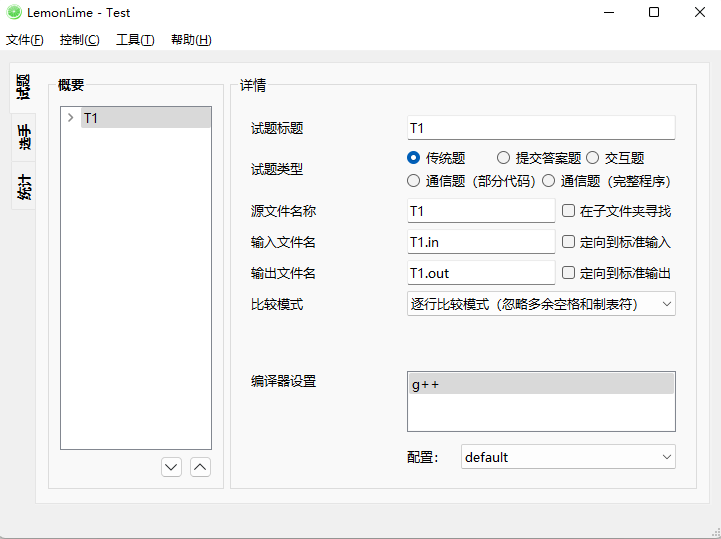 LemonLime - Test
文件(F) 控制(C) 工具(T) 帮助(H)
试题
选手
统计
概要
T1
详情
试题标题 T1
试题类型 传统题 提交答案题 交互题
通信题（部分代码） 通信题（完整程序）
源文件名称 T1 在子文件夹寻找
输入文件名 T1.in 定向到标准输入
输出文件名 T1.out 定向到标准输出
比较模式 逐行比较模式（忽略多余空格和制表符）
编译器设置 g++
配置： default